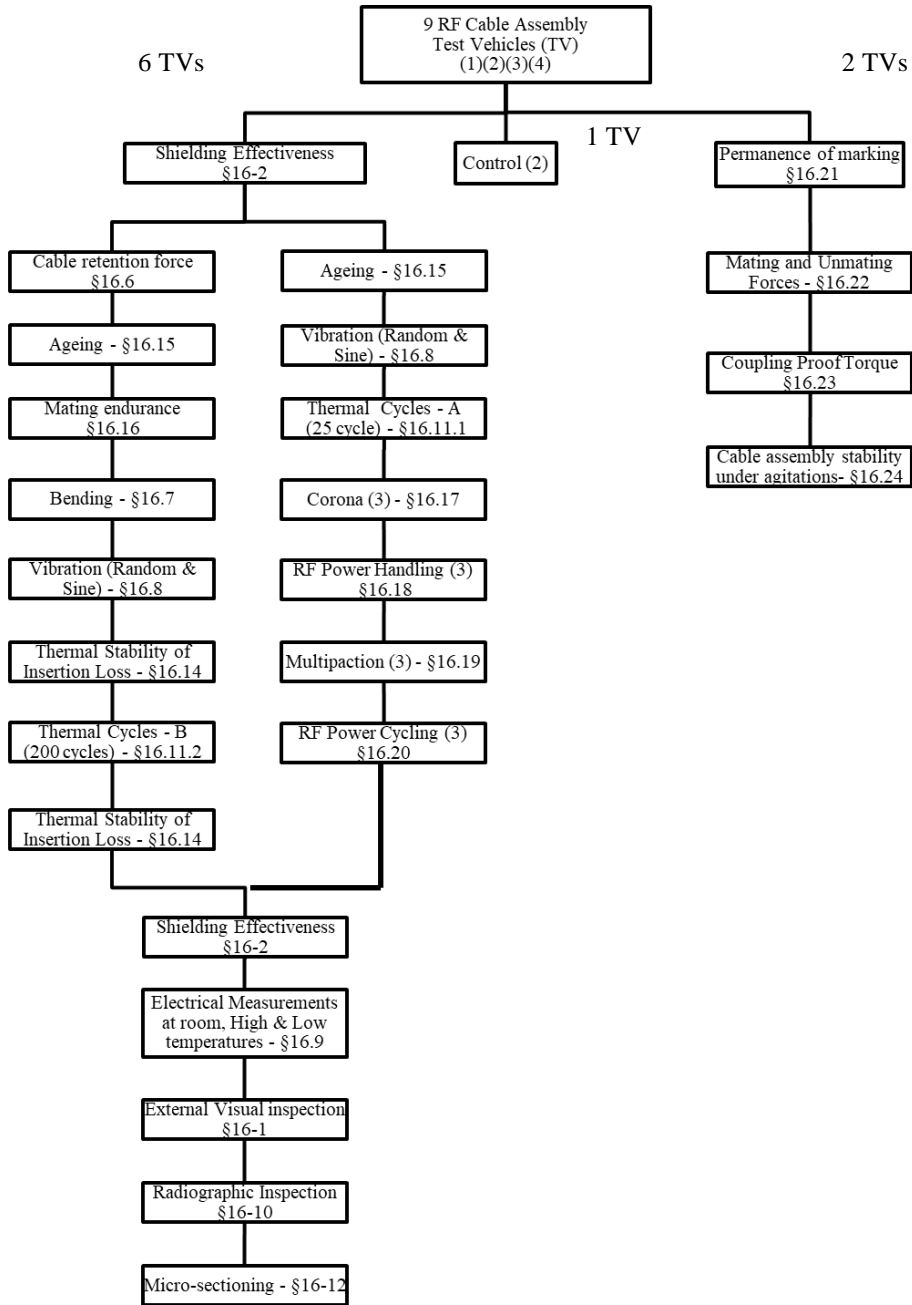 9 RF Cable Assembly
Test Vehicles (TV)
(1)(2)(3)(4)
6 TVs
2 TVs
1 TV
Shielding Effectiveness
§16-2
Control (2)
Permanence of marking
§16.21
Cable retention force
§16.6
Ageing - §16.15
Mating endurance
§16.16
Bending - §16.7
Vibration (Random &
Sine) - §16.8
Thermal Stability of
Insertion Loss - §16.14
Thermal Cycles - B
(200 cycles) - §16.11.2
Thermal Stability of
Insertion Loss - §16.14
Ageing - §16.15
Vibration (Random &
Sine) - §16.8
Thermal Cycles - A
(25 cycle) - §16.11.1
Corona (3) - §16.17
RF Power Handling (3)
§16.18
Multipaction (3) - §16.19
RF Power Cycling (3)
§16.20
Mating and Unmating
Forces - §16.22
Coupling Proof Torque
§16.23
Cable assembly stability
under agitations- §16.24
Shielding Effectiveness
§16-2
Electrical Measurements
at room, High & Low
temperatures - §16.9
External Visual inspection
§16-1
Radiographic Inspection
§16-10
Micro-sectioning - §16-12